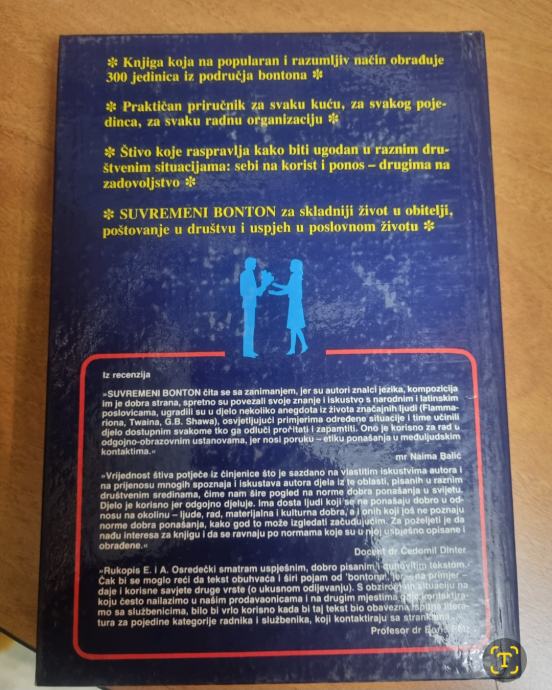 ✽ Knjiga koja na popularan i razumljiv način obrađuje
300 jedinica iz područja bontona ✽
✽ Praktičan priručnik za svaku kuću, za svakog poje-
dinca, za svaku radnu organizaciju ✽
✽ Štivo koje raspravlja kako biti ugodan u raznim dru-
štvenim situacijama: sebi na korist i ponos – drugima na
zadovoljstvo ✽
✽ SUVREMENI BONTON za skladniji život u obitelji,
poštovanje u društvu i uspjeh u poslovnom životu ✽
Iz recenzija
»SUVREMENI BONTON čita se sa zanimanjem, jer su autori znalci jezika, kompozicija
im je dobra strana, spretno su povezali svoje znanje i iskustvo s narodnim i latinskim
poslovicama, ugradili su u djelo nekoliko anegdota iz života značajnih ljudi (Flamma-
riona, Twaina, G.B. Shawa), osvjetljujući primjerima određene situacije i time učinili
djelo dostupnim svakome tko ga odluči pročitati i zapamtiti. Ono je korisno za rad u
odgojno-obrazovnim ustanovama, jer nosi poruku – etiku ponašanja u međuljudskim
kontaktima.«
mr Naima Balić
»Vrijednost štiva potječe iz činjenice što je sazdano na vlastitim iskustvima autora i
na prijenosu mnogih spoznaja i iskustava autora djela iz te oblasti, pisanih u raznim
društvenim sredinama, čime nam šire pogled na norme dobra ponašanja u svijetu.
Djelo je korisno jer odgojno djeluje. Ima dosta ljudi koji se ne ponašaju dobro u od-
nosu na okolinu – ljude, rad, materijalna i kulturna dobra, a i onih koji još ne poznaju
norme dobra ponašanja, kako god to može izgledati začuđujućim. Za poželjeti je da
nađu interesa za knjigu i da se ravnaju po normama koje su u njoj uspješno opisane i
obrađene.«
Docent dr Čedomil Dinter
»Rukopis E. i A. Osredečki smatram uspješnim, dobro pisanim i sunovitim tekstom.
Čak bi se moglo reći da tekst obuhvaća i širi pojam od 'bontona', jer – na primjer –
daje i korisne savjete druge vrste (o ukusnom odijevanju). S obzirom na situaciju na
koju često nailazimo u našim prodavaonicama i na drugim mjestima gdje kontaktira-
mo sa službenicima, bilo bi vrlo korisno kada bi taj tekst bio obavezna ispitna litera-
tura za pojedine kategorije radnika i službenika, koji kontaktiraju sa strankama.«
Profesor dr